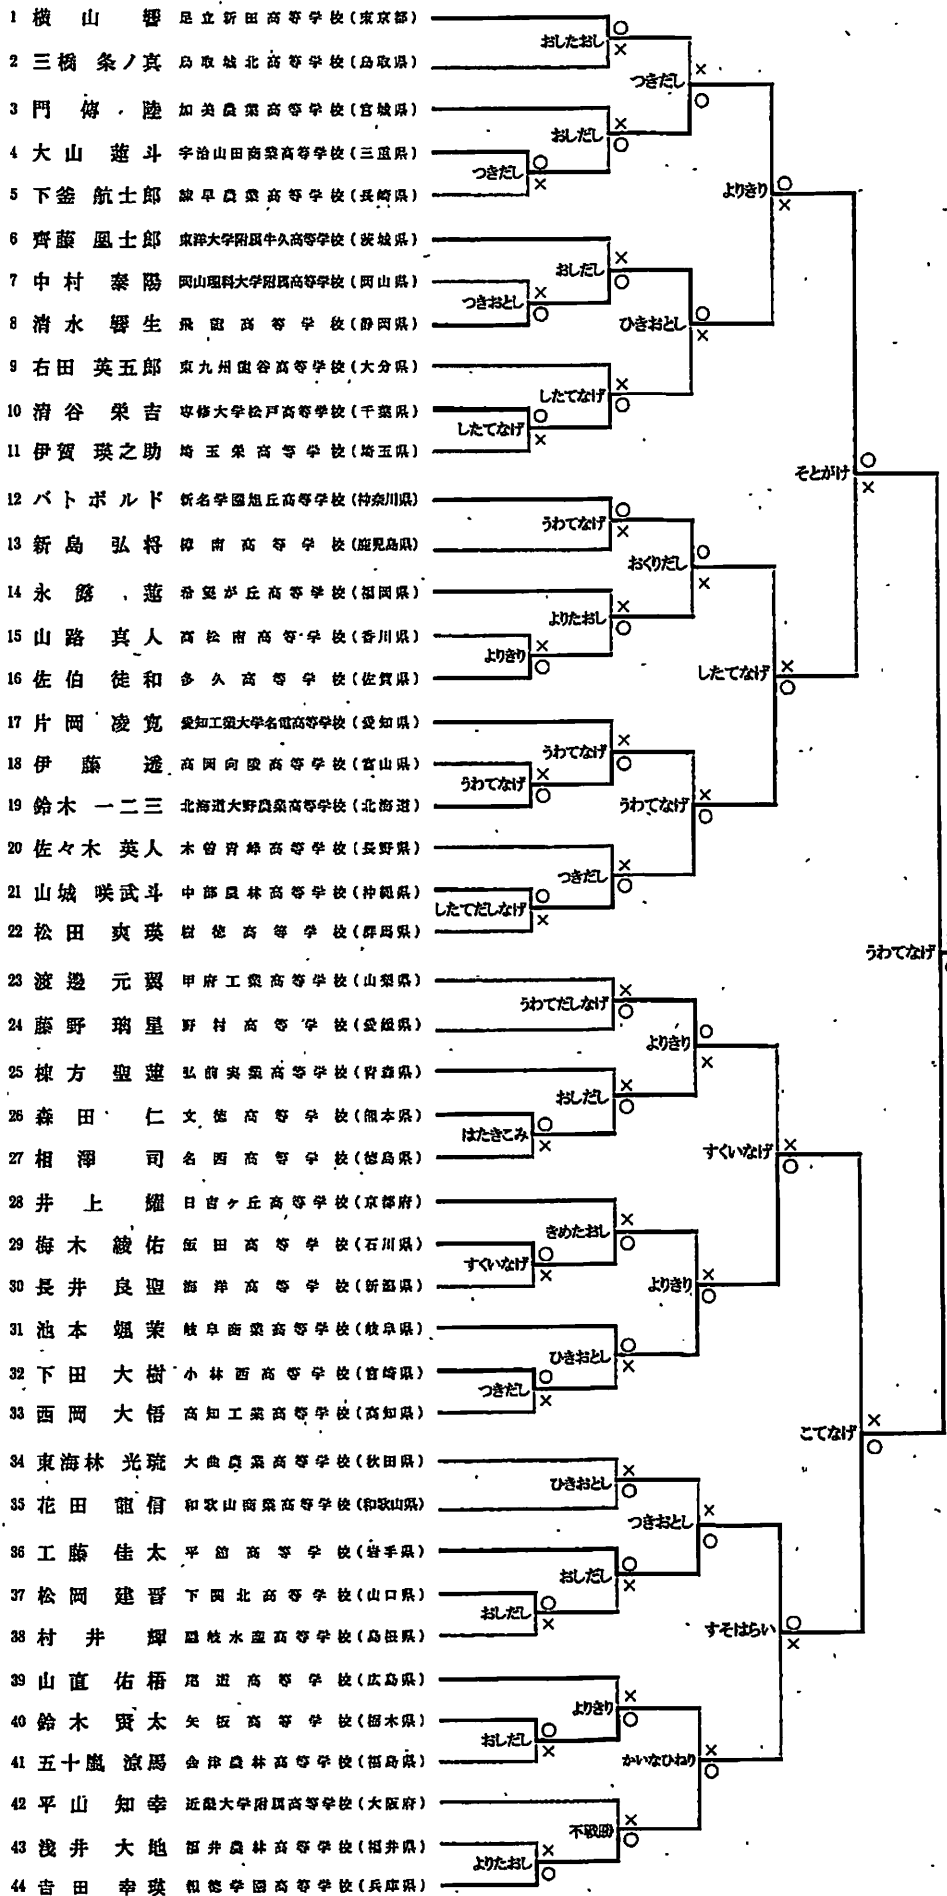 1 横山 響 足立新田高等学校(東京都)
2 三橋 条ノ真 鳥取城北高等学校(鳥取県)
3 門傳 陸 加美農業高等学校(宮城県)
4 大山 蓮斗 宇治山田商業高等学校(三重県)
5 下釜 航士郎 諫早農業高等学校(長崎県)
6 齊藤 風士郎 東洋大学附属牛久高等学校(茨城県)
7 中村 泰陽 岡山理科大学附属高等学校(岡山県)
8 清水 響生 飛龍高等学校(静岡県)
9 右田 英五郎 東九州龍谷高等学校(大分県)
10 清谷 栄吉 専修大学松戸高等学校(千葉県)
11 伊賀 瑛之助 埼玉栄高等学校(埼玉県)
12 バトボルド 新名学園旭丘高等学校(神奈川県)
13 新島 弘将 樟南高等学校(鹿児島県)
14 永露 蓮 希望が丘高等学校(福岡県)
15 山路 真人 高松南高等学校(香川県)
16 佐伯 徒和 多久高等学校(佐賀県)
17 片岡 凌寛 愛知工業大学名電高等学校(愛知県)
18 伊藤 透 高岡向陵高等学校(富山県)
19 鈴木 一二三 北海道大野農業高等学校(北海道)
20 佐々木 英人 木曽青峰高等学校(長野県)
21 山城 咲武斗 中部農林高等学校(沖縄県)
22 松田 爽瑛 樹徳高等学校(群馬県)
23 渡邊 元翼 甲府工業高等学校(山梨県)
24 藤野 璃星 野村高等学校(愛媛県)
25 棟方 聖蓮 弘前実業高等学校(青森県)
26 森田 仁 文徳高等学校(熊本県)
27 相澤 司 名西高等学校(徳島県)
28 井上 耀 日吉ヶ丘高等学校(京都府)
29 梅木 綾佑 飯田高等学校(石川県)
30 長井 良聖 海洋高等学校(新潟県)
31 池本 颯茉 岐阜商業高等学校(岐阜県)
32 下田 大樹 小林西高等学校(宮崎県)
33 西岡 大悟 高知工業高等学校(高知県)
34 東海林 光琉 大曲農業高等学校(秋田県)
35 花田 龍信 和歌山商業高等学校(和歌山県)
36 工藤 佳太 平舘高等学校(岩手県)
37 松岡 建晋 下関北高等学校(山口県)
38 村井 輝 隠岐水産高等学校(島根県)
39 山直 佑梧 尾道高等学校(広島県)
40 鈴木 賢太 矢板高等学校(栃木県)
41 五十嵐 涼馬 会津農林高等学校(福島県)
42 平山 知幸 近畿大学附属高等学校(大阪府)
43 浅井 大地 福井農林高等学校(福井県)
44 吉田 幸瑛 報徳学園高等学校(兵庫県)
おしたおし
つきだし
おしだし
つきだし
よりきり
おしだし
つきおとし
ひきおとし
したてなげ
したてなげ
そとがけ
うわてなげ
おくりだし
よりたおし
よりきり
したてなげ
うわてなげ
うわてなげ
うわてなげ
つきだし
したてだしなげ
うわてなげ
うわてだしなげ
よりきり
おしだし
はたきこみ
すくいなげ
きめたおし
すくいなげ
よりきり
ひきおとし
つきだし
こてなげ
ひきおとし
つきおとし
おしだし
おしだし
すそはらい
よりきり
おしだし
かいなひねり
不戦勝
よりたおし